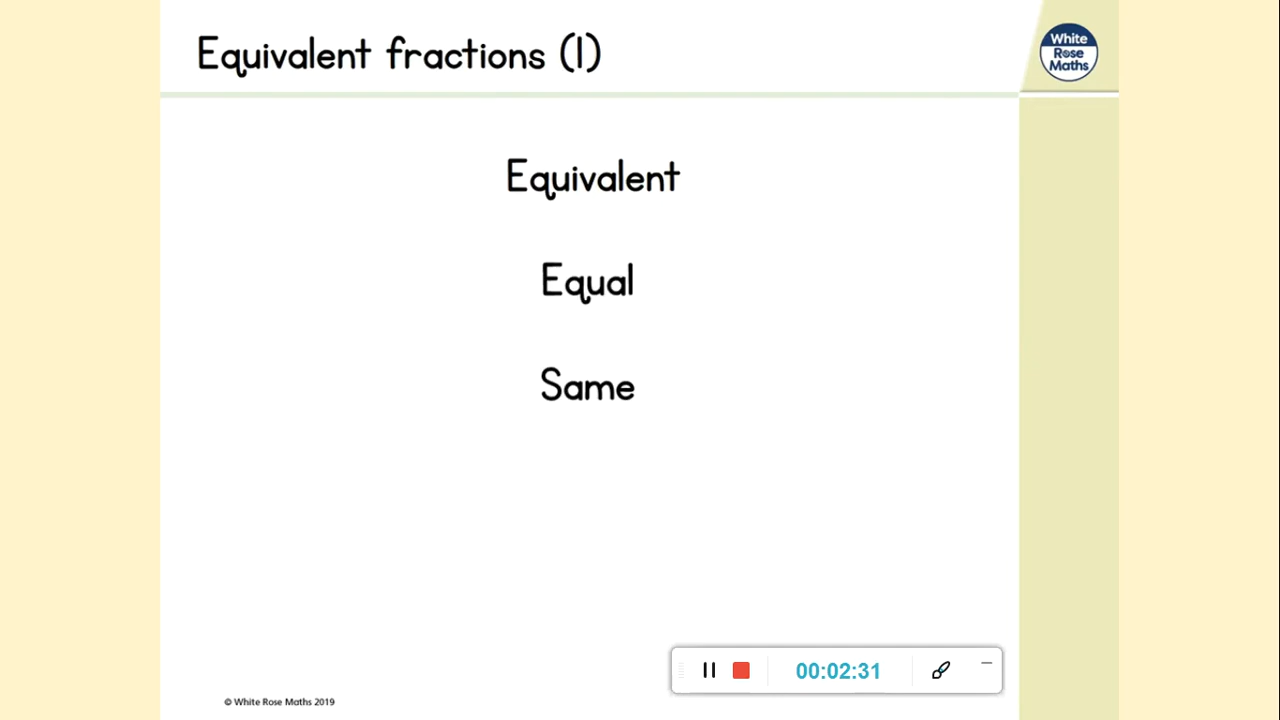 Equivalent fractions (1)
White
Rose
Maths
Equivalent
Equal
Same
00:02:31
© White Rose Maths 2019